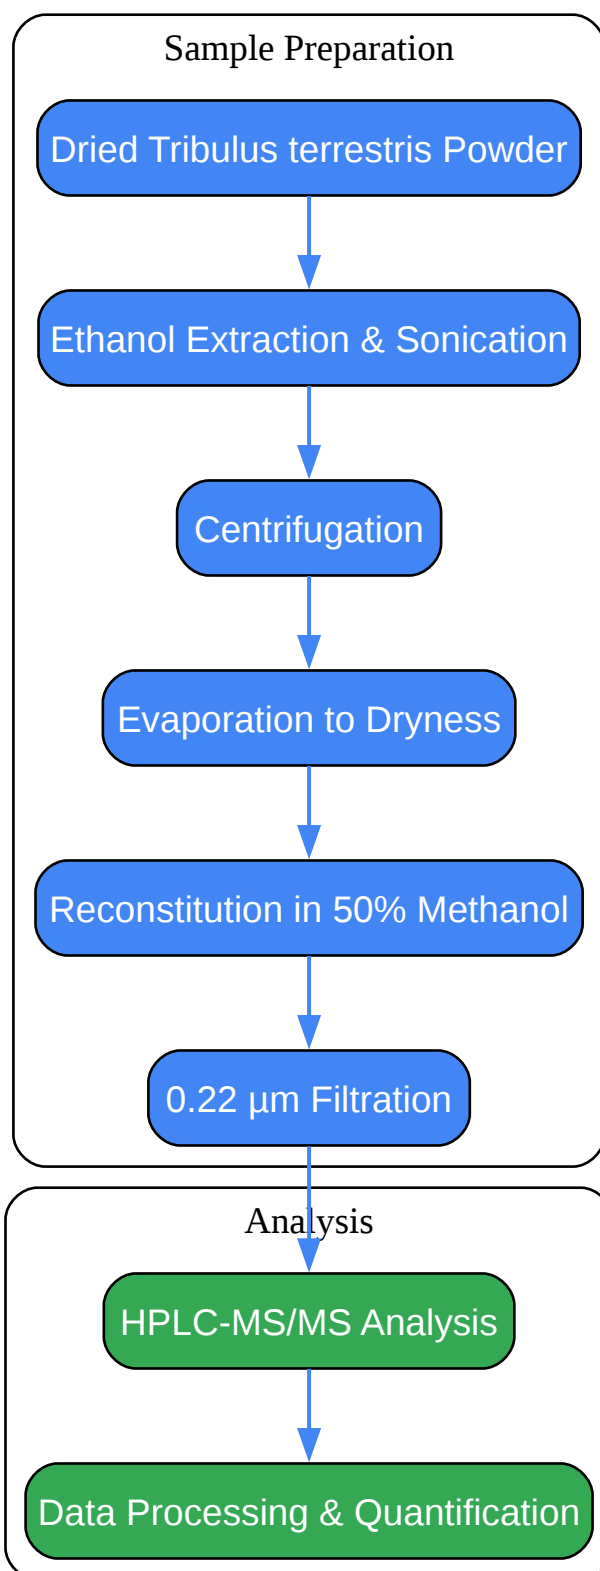 Sample Preparation
Dried Tribulus terrestris Powder
Ethanol Extraction & Sonication
Centrifugation
Evaporation to Dryness
Reconstitution in 50% Methanol
0.22 µm Filtration
Analysis
HPLC-MS/MS Analysis
Data Processing & Quantification